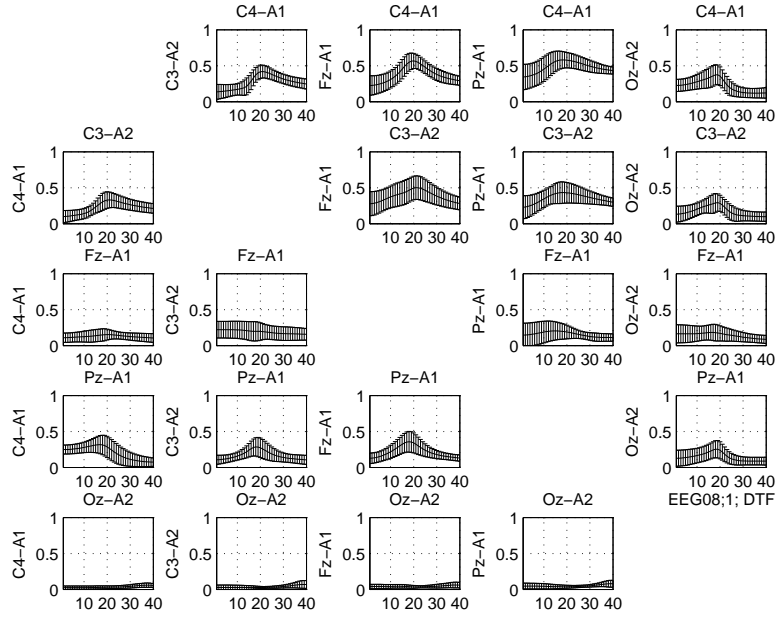 C4−A1 C4−A1 C4−A1 C4−A1
C3−A2 1 0.5 0 10 20 30 40
Fz−A1 1 0.5 0 10 20 30 40
Pz−A1 1 0.5 0 10 20 30 40
Oz−A2 1 0.5 0 10 20 30 40
C3−A2 C3−A2 C3−A2 C3−A2
C4−A1 1 0.5 0 10 20 30 40
Fz−A1 1 0.5 0 10 20 30 40
Pz−A1 1 0.5 0 10 20 30 40
Oz−A2 1 0.5 0 10 20 30 40
Fz−A1 Fz−A1 Fz−A1 Fz−A1
C4−A1 1 0.5 0 10 20 30 40
C3−A2 1 0.5 0 10 20 30 40
Pz−A1 1 0.5 0 10 20 30 40
Oz−A2 1 0.5 0 10 20 30 40
Pz−A1 Pz−A1 Pz−A1 Pz−A1
C4−A1 1 0.5 0 10 20 30 40
C3−A2 1 0.5 0 10 20 30 40
Fz−A1 1 0.5 0 10 20 30 40
Oz−A2 1 0.5 0 10 20 30 40
EEG08;1; DTF
Oz−A2 Oz−A2 Oz−A2 Oz−A2
C4−A1 1 0.5 0 10 20 30 40
C3−A2 1 0.5 0 10 20 30 40
Fz−A1 1 0.5 0 10 20 30 40
Pz−A1 1 0.5 0 10 20 30 40